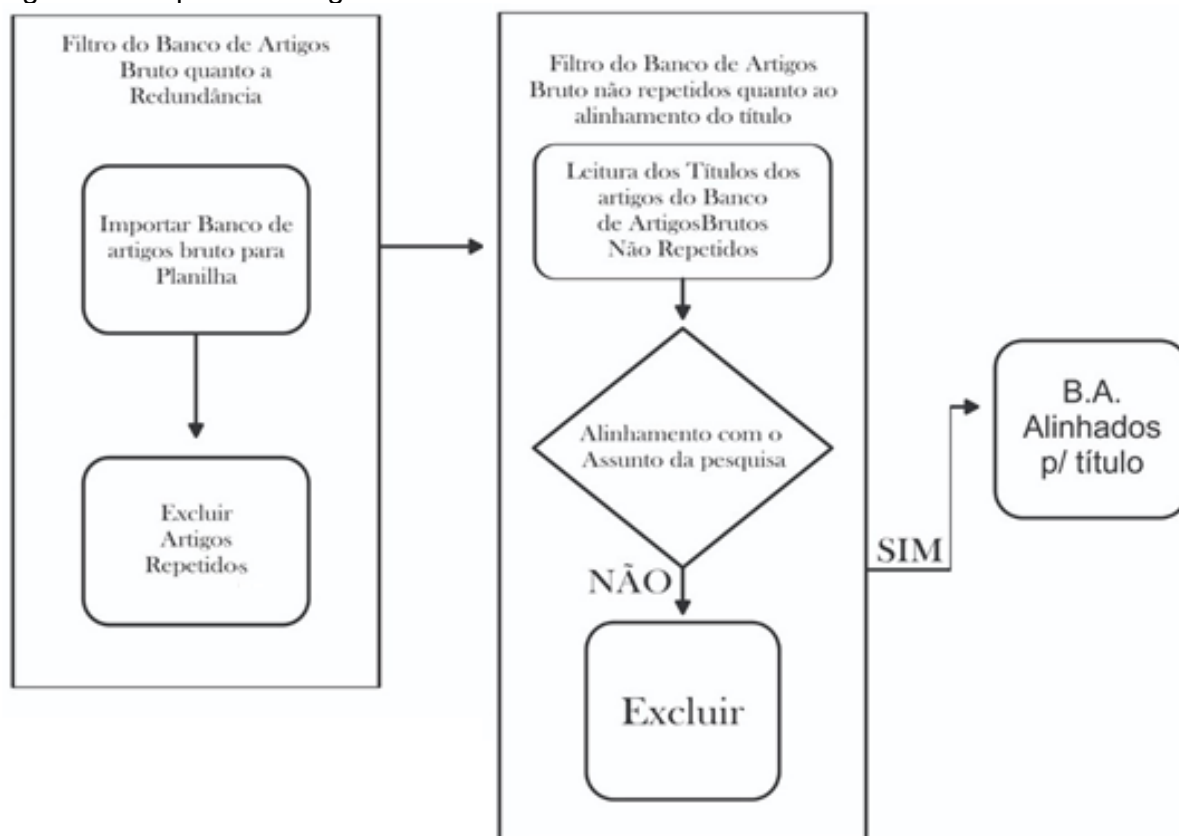 Filtro do Banco de Artigos
Bruto quanto a
Redundância
Importar Banco de
artigos bruto para
Planilha
Excluir
Artigos
Repetidos
Filtro do Banco de Artigos
Bruto não repetidos quanto ao
alinhamento do título
Leitura dos Títulos dos
artigos do Banco
de ArtigosBrutos
Não Repetidos
Alinhamento com o
Assunto da pesquisa
NÃO
Excluir
SIM
B.A.
Alinhados
p/ título